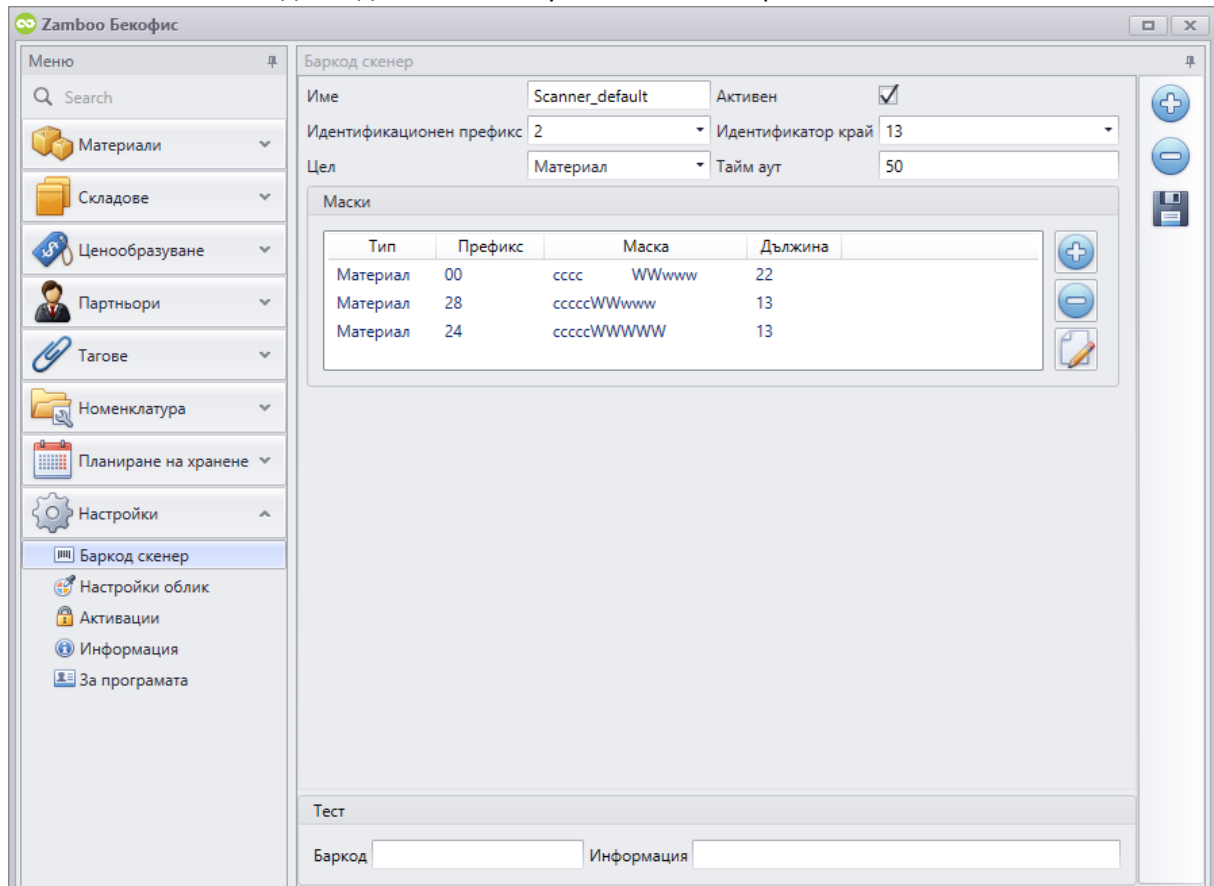 Zamboo Бекофис
Меню
Search
Материали
Складове
Ценообразуване
Партньори
Тагове
Номенклатура
Планиране на хранене
Настройки
Баркод скенер
Настройки облик
Активации
Информация
За програмата
Баркод скенер
Име Scanner_default Активен
Идентификационен префикс 2 Идентификатор край 13
Цел Материал Тайм аут 50
Маски
Тип Префикс Маска Дължина
Материал 00 cccc WWwww 22
Материал 28 cccccWWwww 13
Материал 24 cccccWWWWW 13
Тест
Баркод Информация